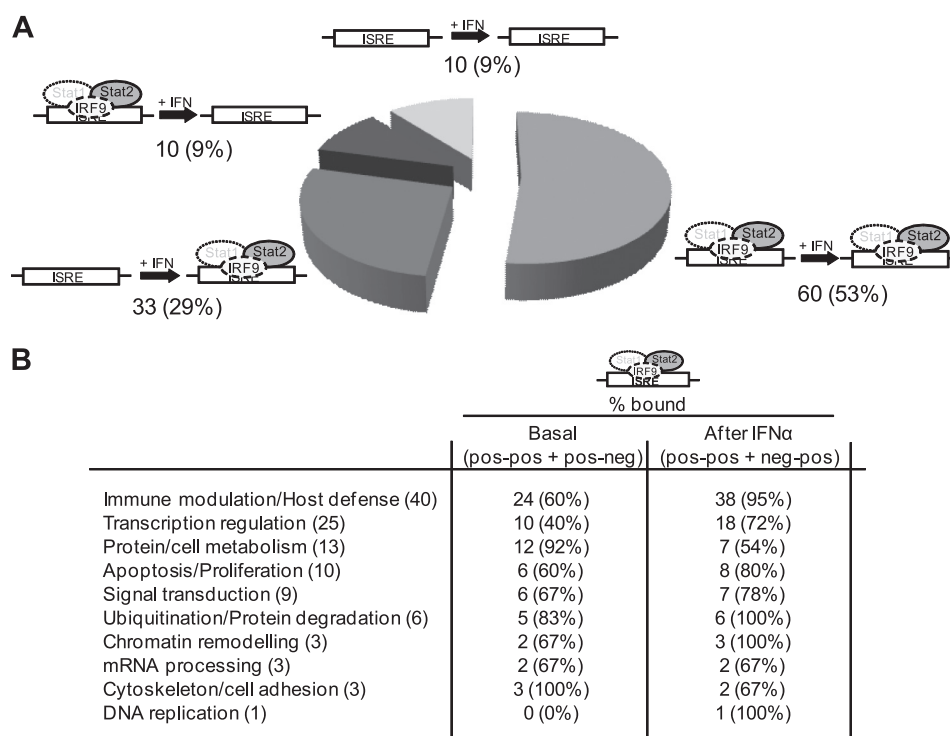 A
ISRE + IFN ISRE
10 (9%)
Stat1 Stat2
IRF9
ISRE + IFN ISRE
10 (9%)
Stat1 Stat2
IRF9
ISRE + IFN ISRE
33 (29%)
Stat1 Stat2 Stat1 Stat2
IRF9 + IFN IRF9
ISRE ISRE
60 (53%)
B
Stat1 Stat2
IRF9
ISRE
% bound
Basal After IFNα
(pos-pos + pos-neg) (pos-pos + neg-pos)
Immune modulation/Host defense (40) 24 (60%) 38 (95%)
Transcription regulation (25) 10 (40%) 18 (72%)
Protein/cell metabolism (13) 12 (92%) 7 (54%)
Apoptosis/Proliferation (10) 6 (60%) 8 (80%)
Signal transduction (9) 6 (67%) 7 (78%)
Ubiquitination/Protein degradation (6) 5 (83%) 6 (100%)
Chromatin remodelling (3) 2 (67%) 3 (100%)
mRNA processing (3) 2 (67%) 2 (67%)
Cytoskeleton/cell adhesion (3) 3 (100%) 2 (67%)
DNA replication (1) 0 (0%) 1 (100%)